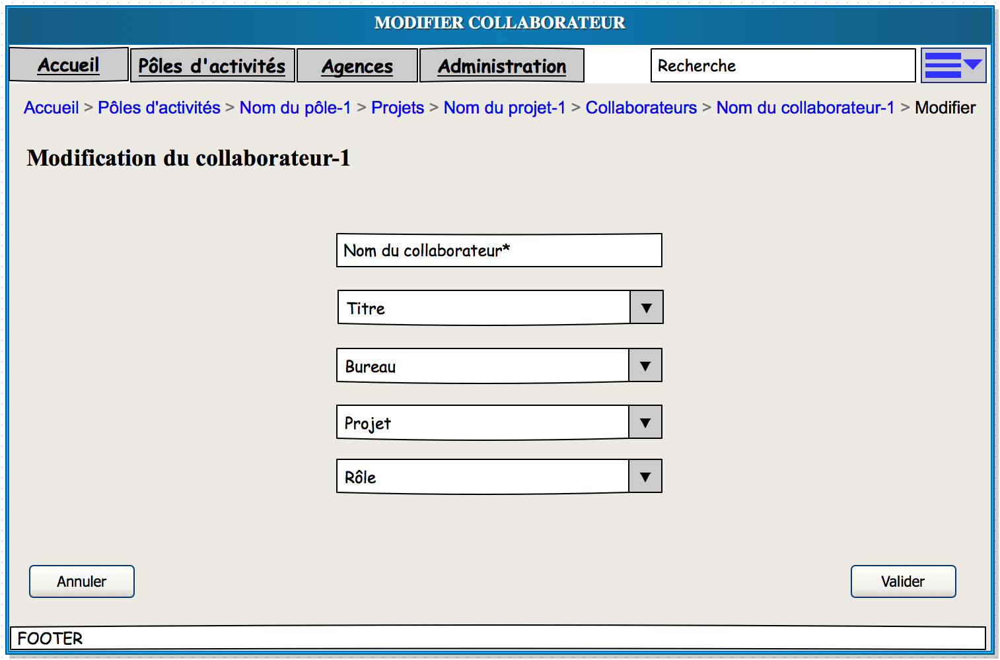 MODIFIER COLLABORATEUR
Accueil Pôles d'activités Agences Administration Recherche
Accueil > Pôles d'activités > Nom du pôle-1 > Projets > Nom du projet-1 > Collaborateurs > Nom du collaborateur-1 > Modifier
Modification du collaborateur-1
Nom du collaborateur*
Titre
Bureau
Projet
Rôle
Annuler Valider
FOOTER